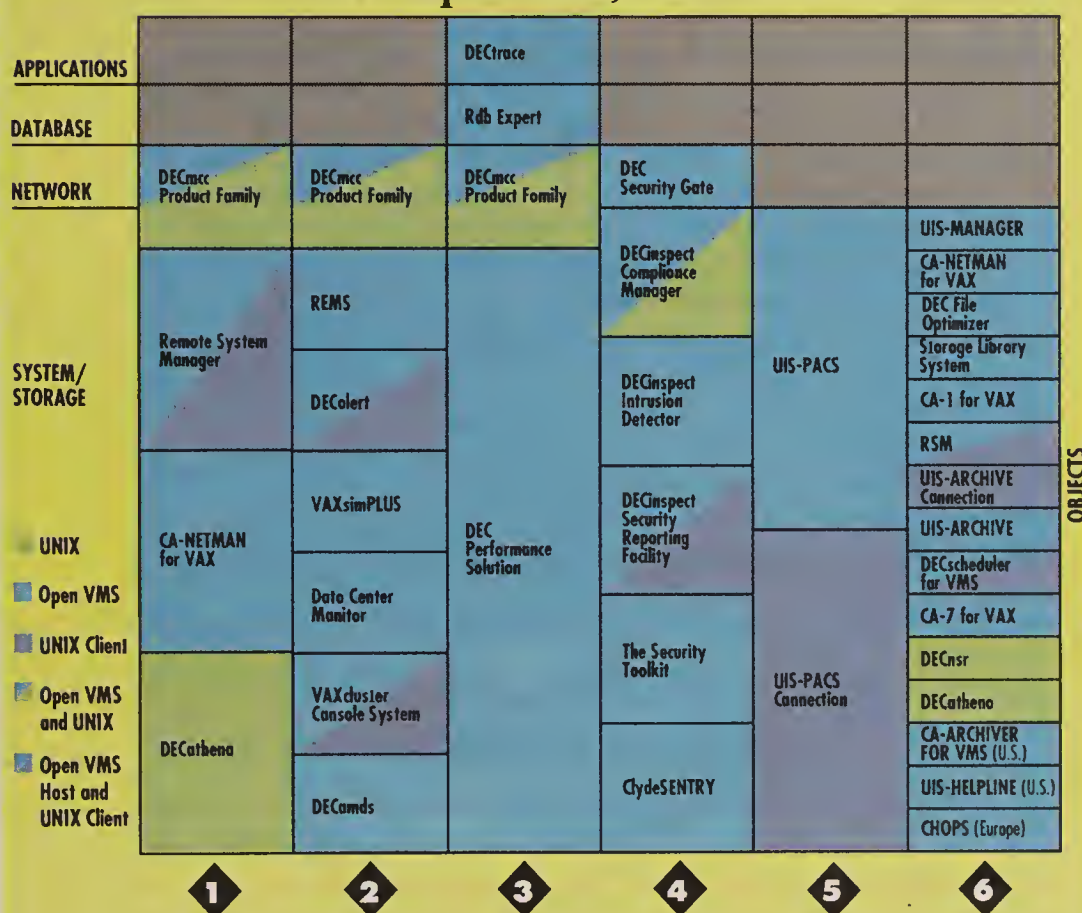 APPLICATIONS
DATABASE
NETWORK
SYSTEM/
STORAGE
UNIX
Open VMS
UNIX Client
Open VMS
and UNIX
Open VMS
Host and
UNIX Client
DECmcc
Product Family
Remote System
Manager
CA-NETMAN
for VAX
DECathena
DECmcc
Product Family
REMS
DECalert
VAXsimPLUS
Data Center
Manitor
VAXcluster
Console System
DECamds
DECtrace
Rdb Expert
DECmcc
Product Family
DEC
Performance
Solution
DEC
Security Gate
DECinspect
Compliance
Manager
DECinspect
Intrusion
Detector
DECinspect
Security
Reporting
Facility
The Security
Toolkit
ClydeSENTRY
UIS-PACS
UIS-PACS
Connection
UIS-MANAGER
CA-NETMAN
for VAX
DEC File
Optimizer
Storage Library
System
CA-1 for VAX
RSM
UIS-ARCHIVE
Connection
UIS-ARCHIVE
DECscheduler
for VMS
CA-7 for VAX
DECnsr
DECathena
CA-ARCHIVER
FOR VMS (U.S.)
UIS-HELPLINE (U.S.)
CHOPS (Europe)
OBJECTS
1 2 3 4 5 6